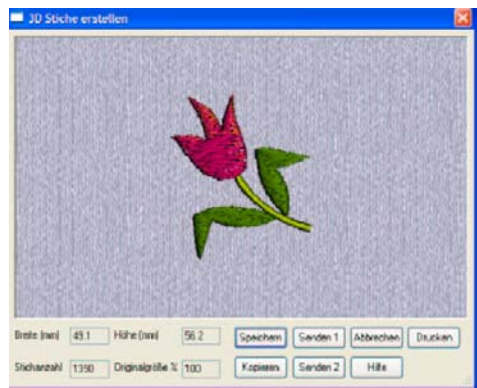 3D Stiche erstellen
Breite (mm) 49.1 Höhe (mm) 56.2 Speichern Senden 1 Abbrechen Drucken
Stichanzahl 1390 Originalgröße % 100 Kopieren Senden 2 Hilfe